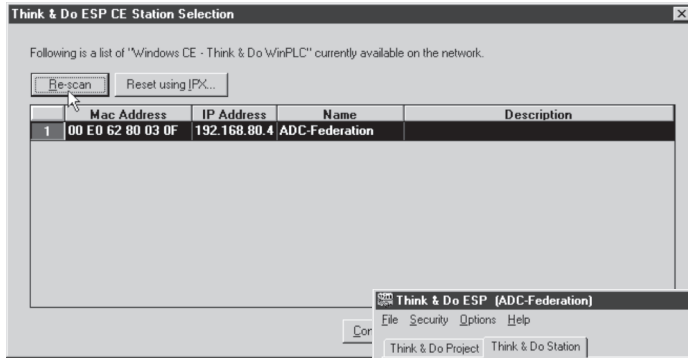 Think & Do ESP CE Station Selection
Following is a list of "Windows CE - Think & Do WinPLC" currently available on the network.
Re-scan Reset using IPX...
Mac Address IP Address Name Description
1 00 E0 62 80 03 0F 192.168.80.4 ADC-Federation
Think & Do ESP (ADC-Federation)
File Security Options Help
Con
Think & Do Project Think & Do Station